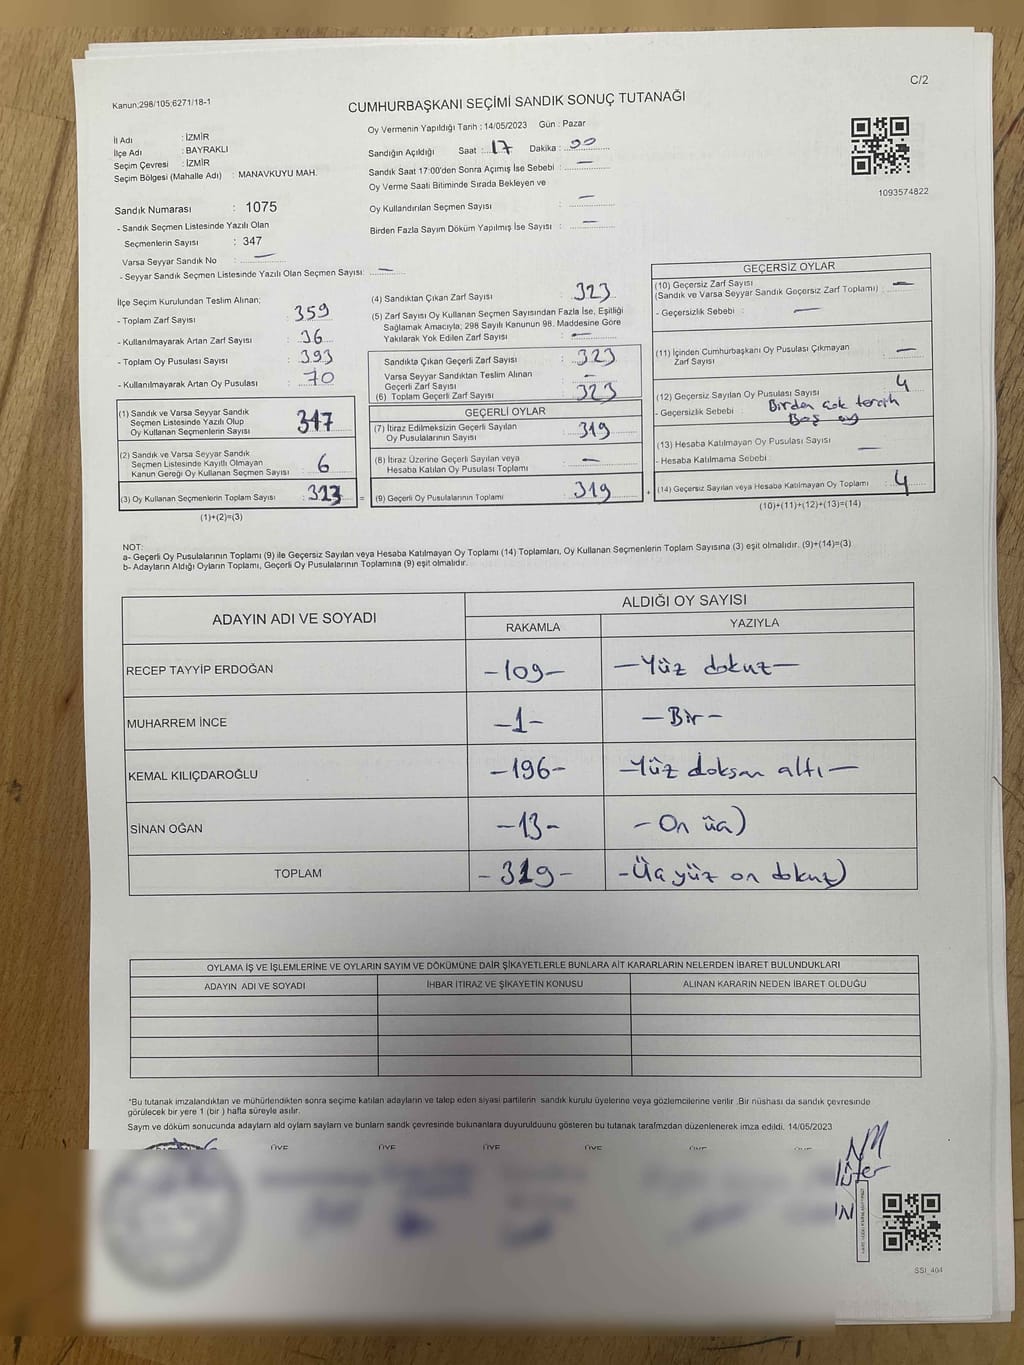 C/2
Kanun:298/105;6271/18-1
CUMHURBAŞKANI SEÇİMİ SANDIK SONUÇ TUTANAĞI
İl Adı : İZMİR
İlçe Adı : BAYRAKLI
Seçim Çevresi : İZMİR
Seçim Bölgesi (Mahalle Adı) : MANAVKUYU MAH.
Sandık Numarası : 1075
- Sandık Seçmen Listesinde Yazılı Olan
Seçmenlerin Sayısı : 347
Varsa Seyyar Sandık No : —
- Seyyar Sandık Seçmen Listesinde Yazılı Olan Seçmen Sayısı: —
Oy Vermenin Yapıldığı Tarih : 14/05/2023 Gün : Pazar
Sandığın Açıldığı Saat : 17 Dakika : 00
Sandık Saat 17:00'den Sonra Açımış İse Sebebi : —
Oy Verme Saati Bitiminde Sırada Bekleyen ve
Oy Kullandırılan Seçmen Sayısı : —
Birden Fazla Sayım Döküm Yapılmış İse Sayısı : —
1093574822
İlçe Seçim Kurulundan Teslim Alınan;
- Toplam Zarf Sayısı : 359
- Kullanılmayarak Artan Zarf Sayısı : 36
- Toplam Oy Pusulası Sayısı : 393
- Kullanılmayarak Artan Oy Pusulası : 70
(1) Sandık ve Varsa Seyyar Sandık
Seçmen Listesinde Yazılı Olup
Oy Kullanan Seçmenlerin Sayısı : 317
(2) Sandık ve Varsa Seyyar Sandık
Seçmen Listesinde Kayıtlı Olmayan
Kanun Gereği Oy Kullanan Seçmen Sayısı : 6
(3) Oy Kullanan Seçmenlerin Toplam Sayısı : 323 =
(1)+(2)=(3)
(4) Sandıktan Çıkan Zarf Sayısı : 323
(5) Zarf Sayısı Oy Kullanan Seçmen Sayısından Fazla İse, Eşitliği
Sağlamak Amacıyla; 298 Sayılı Kanunun 98. Maddesine Göre
Yakılarak Yok Edilen Zarf Sayısı : —
Sandıkta Çıkan Geçerli Zarf Sayısı : 323
Varsa Seyyar Sandıktan Teslim Alınan
Geçerli Zarf Sayısı : —
(6) Toplam Geçerli Zarf Sayısı : 323
GEÇERLİ OYLAR
(7) İtiraz Edilmeksizin Geçerli Sayılan
Oy Pusulalarının Sayısı : 319
(8) İtiraz Üzerine Geçerli Sayılan veya
Hesaba Katılan Oy Pusulası Toplamı : —
(9) Geçerli Oy Pusulalarının Toplamı : 319 +
GEÇERSİZ OYLAR
(10) Geçersiz Zarf Sayısı
(Sandık ve Varsa Seyyar Sandık Geçersiz Zarf Toplamı) : —
- Geçersizlik Sebebi : —
(11) İçinden Cumhurbaşkanı Oy Pusulası Çıkmayan
Zarf Sayısı : —
(12) Geçersiz Sayılan Oy Pusulası Sayısı : 4
- Geçersizlik Sebebi : Birden çok tercih
Boş oy
(13) Hesaba Katılmayan Oy Pusulası Sayısı : —
- Hesaba Katılmama Sebebi :
(14) Geçersiz Sayılan veya Hesaba Katılmayan Oy Toplamı : 4
(10)+(11)+(12)+(13)=(14)
NOT:
a- Geçerli Oy Pusulalarının Toplamı (9) ile Geçersiz Sayılan veya Hesaba Katılmayan Oy Toplamı (14) Toplamları, Oy Kullanan Seçmenlerin Toplam Sayısına (3) eşit olmalıdır. (9)+(14)=(3)
b- Adayların Aldığı Oyların Toplamı, Geçerli Oy Pusulalarının Toplamına (9) eşit olmalıdır.
ADAYIN ADI VE SOYADI ALDIĞI OY SAYISI
RAKAMLA YAZIYLA
RECEP TAYYİP ERDOĞAN -109- -Yüz dokuz-
MUHARREM İNCE -1- -Bir-
KEMAL KILIÇDAROĞLU -196- -Yüz doksan altı-
SİNAN OĞAN -13- -On üç)
TOPLAM -319- -Üç yüz on dokuz)
OYLAMA İŞ VE İŞLEMLERİNE VE OYLARIN SAYIM VE DÖKÜMÜNE DAİR ŞİKAYETLERLE BUNLARA AİT KARARLARIN NELERDEN İBARET BULUNDUKLARI
ADAYIN ADI VE SOYADI İHBAR İTİRAZ VE ŞİKAYETİN KONUSU ALINAN KARARIN NEDEN İBARET OLDUĞU
*Bu tutanak imzalandıktan ve mühürlendikten sonra seçime katılan adayların ve talep eden siyasi partilerin sandık kurulu üyelerine veya gözlemcilerine verilir .Bir nüshası da sandık çevresinde
görülecek bir yere 1 (bir ) hafta süreyle asılır.
Saym ve döküm sonucunda adaylarn ald oylarn saylarn ve bunlarn sandk çevresinde bulunanlara duyurulduunu gösteren bu tutanak tarafmzdan düzenlenerek imza edildi. 14/05/2023
ÜYE ÜYE ÜYE ÜYE ÜYE
SSI_404